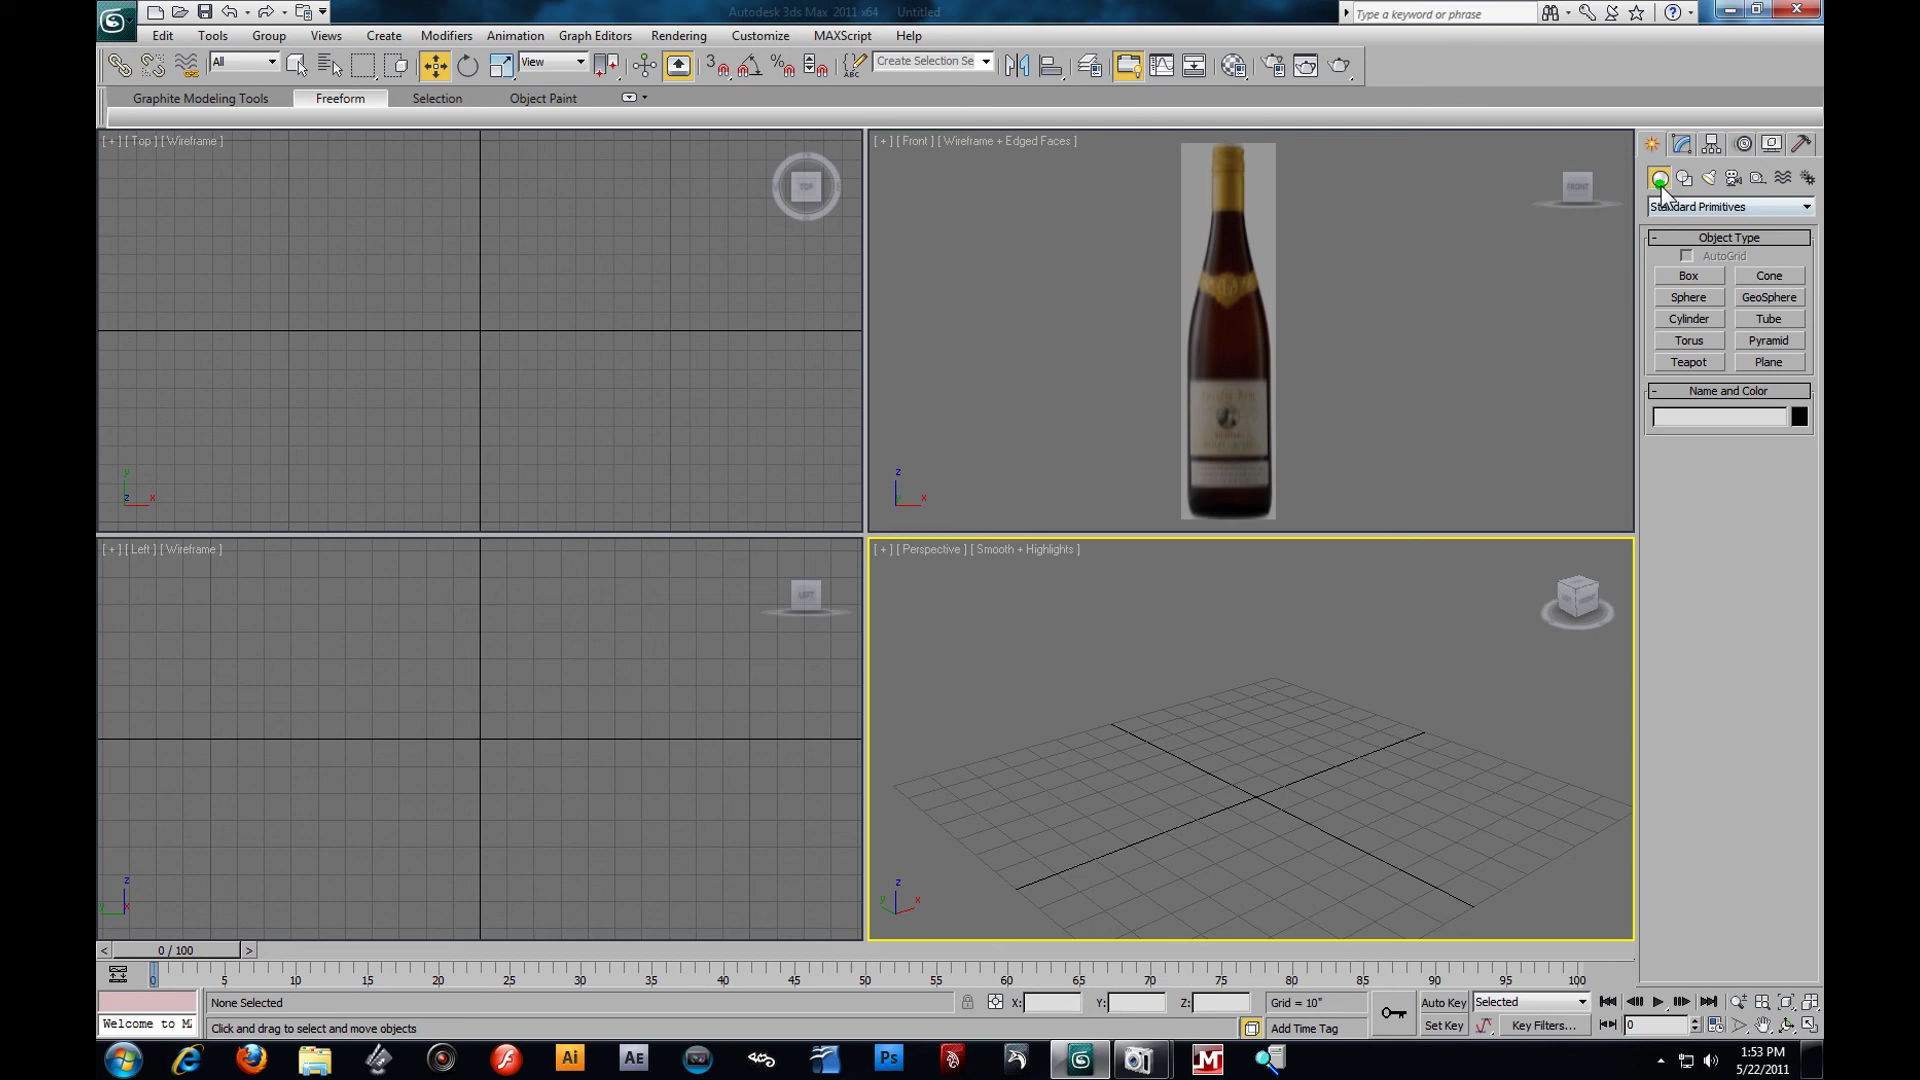 Autodesk 3ds Max 2011 x64 Untitled
Type a keyword or phrase
Edit Tools Group Views Create Modifiers Animation Graph Editors Rendering Customize MAXScript Help
All View 3 Create Selection Se
Graphite Modeling Tools Freeform Selection Object Paint
[ + ] [ Top ] [ Wireframe ]
TOP
[ + ] [ Front ] [ Wireframe + Edged Faces ]
FRONT
Standard Primitives
Object Type
AutoGrid
Box Cone
Sphere GeoSphere
Cylinder Tube
Torus Pyramid
Teapot Plane
Name and Color
y
z x
z
y x
[ + ] [ Left ] [ Wireframe ]
LEFT
[ + ] [ Perspective ] [ Smooth + Highlights ]
z
y x
z
y x
< 0 / 100 >
0 5 10 15 20 25 30 35 40 45 50 55 60 65 70 75 80 85 90 95 100
None Selected X: Y: Z: Grid = 10" Auto Key Selected
Welcome to M Click and drag to select and move objects Add Time Tag Set Key Key Filters... 0
Ai AE Ps
1:53 PM
5/22/2011